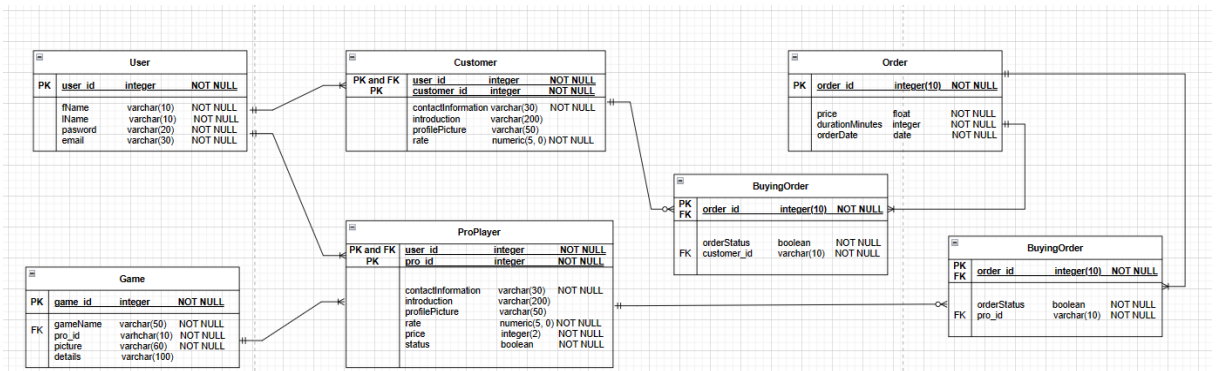 User
PK user_id integer NOT NULL
fName varchar(10) NOT NULL
lName varchar(10) NOT NULL
pasword varchar(20) NOT NULL
email varchar(30) NOT NULL
Customer
PK and FK user_id integer NOT NULL
PK customer_id integer NOT NULL
contactInformation varchar(30) NOT NULL
introduction varchar(200)
profilePicture varchar(50)
rate numeric(5, 0) NOT NULL
Order
PK order_id integer(10) NOT NULL
price float NOT NULL
durationMinutes integer NOT NULL
orderDate date NOT NULL
BuyingOrder
PK
FK order_id integer(10) NOT NULL
orderStatus boolean NOT NULL
FK customer_id varchar(10) NOT NULL
ProPlayer
PK and FK user_id integer NOT NULL
PK pro_id integer NOT NULL
contactInformation varchar(30) NOT NULL
introduction varchar(200)
profilePicture varchar(50)
rate numeric(5, 0) NOT NULL
price integer(2) NOT NULL
status boolean NOT NULL
BuyingOrder
PK
FK order_id integer(10) NOT NULL
orderStatus boolean NOT NULL
FK pro_id varchar(10) NOT NULL
Game
PK game_id integer NOT NULL
gameName varchar(50) NOT NULL
FK pro_id varhchar(10) NOT NULL
picture varchar(60) NOT NULL
details varchar(100)